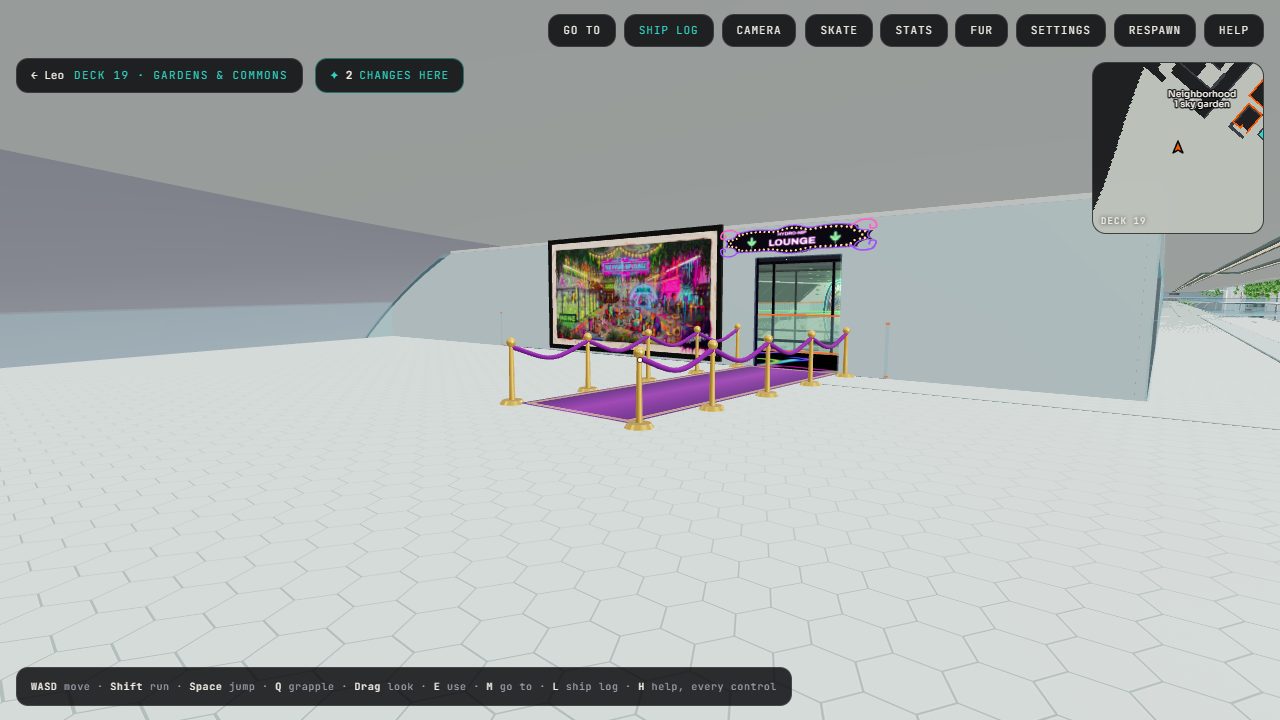 GO TO
SHIP LOG
CAMERA
SKATE
STATS
FUR
SETTINGS
RESPAWN
HELP
← Leo DECK 19 · GARDENS & COMMONS
✦ 2 CHANGES HERE
Neighborhood
1 sky garden
DECK 19
LOUNGE
WASD move · Shift run · Space jump · Q grapple · Drag look · E use · M go to · L ship log · H help, every control